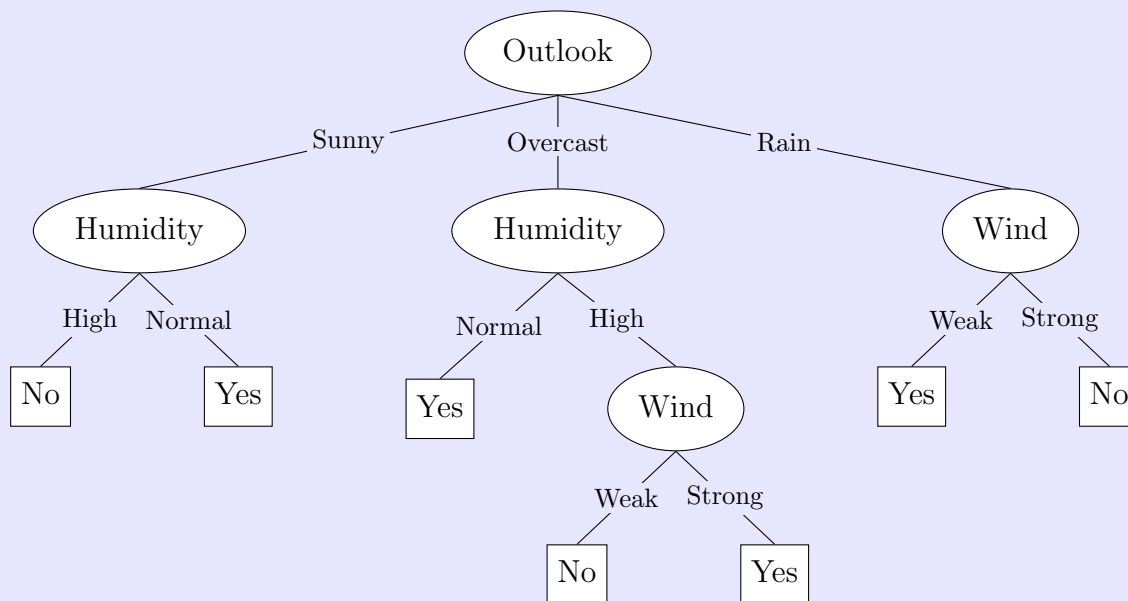 Outlook
Sunny
Overcast
Rain
Humidity
Humidity
Wind
High
Normal
Normal
High
Weak
Strong
No
Yes
Yes
Wind
Yes
No
Weak
Strong
No
Yes